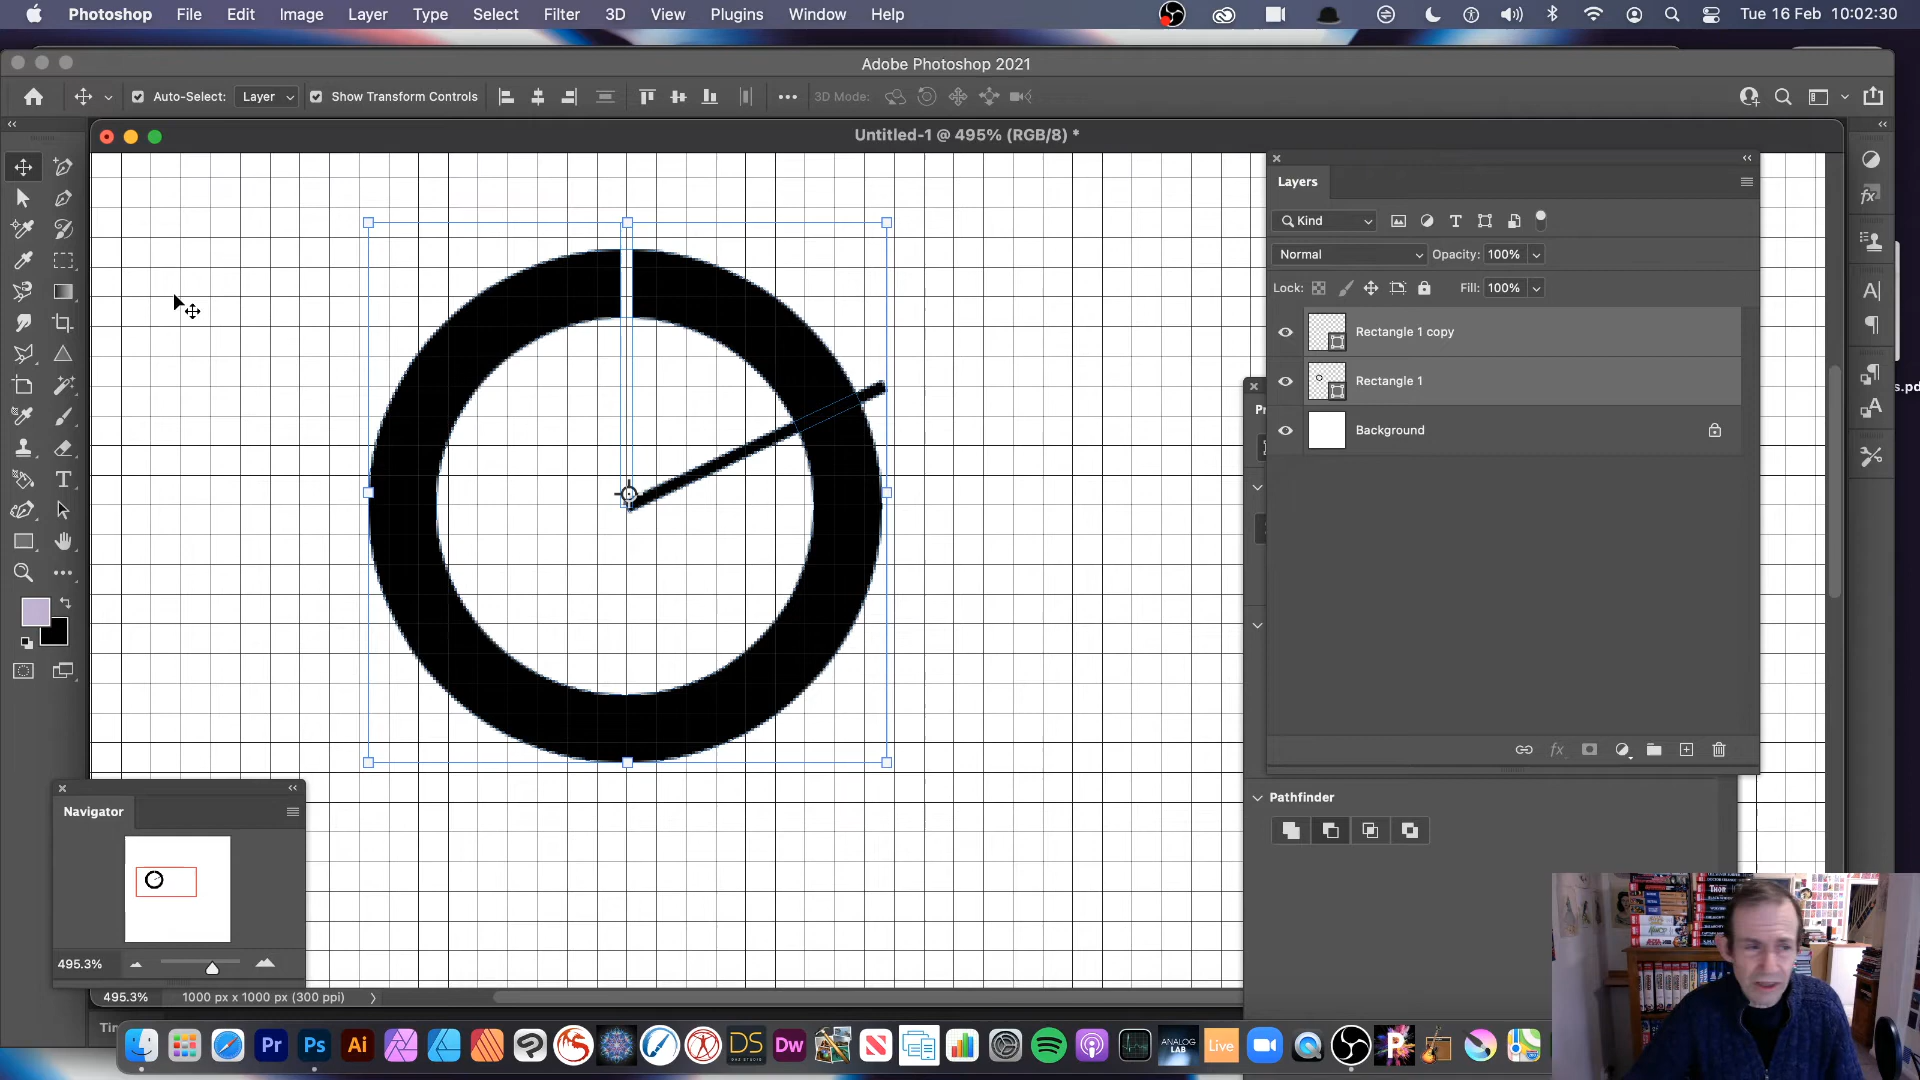 Photoshop File Edit Image Layer Type Select Filter 3D View Plugins Window Help Tue 16 Feb 10:02:30
Adobe Photoshop 2021
Auto-Select: Layer Show Transform Controls 3D Mode:
Untitled-1 @ 495% (RGB/8) *
Layers
Kind
Normal Opacity: 100%
Lock: Fill: 100%
Rectangle 1 copy
Rectangle 1
Background
s.pd
Pr
Pathfinder
Navigator
495.3%
495.3% 1000 px x 1000 px (300 ppi)
Tin
Pr Ps Ai DS Dw ANALOG LAB Live